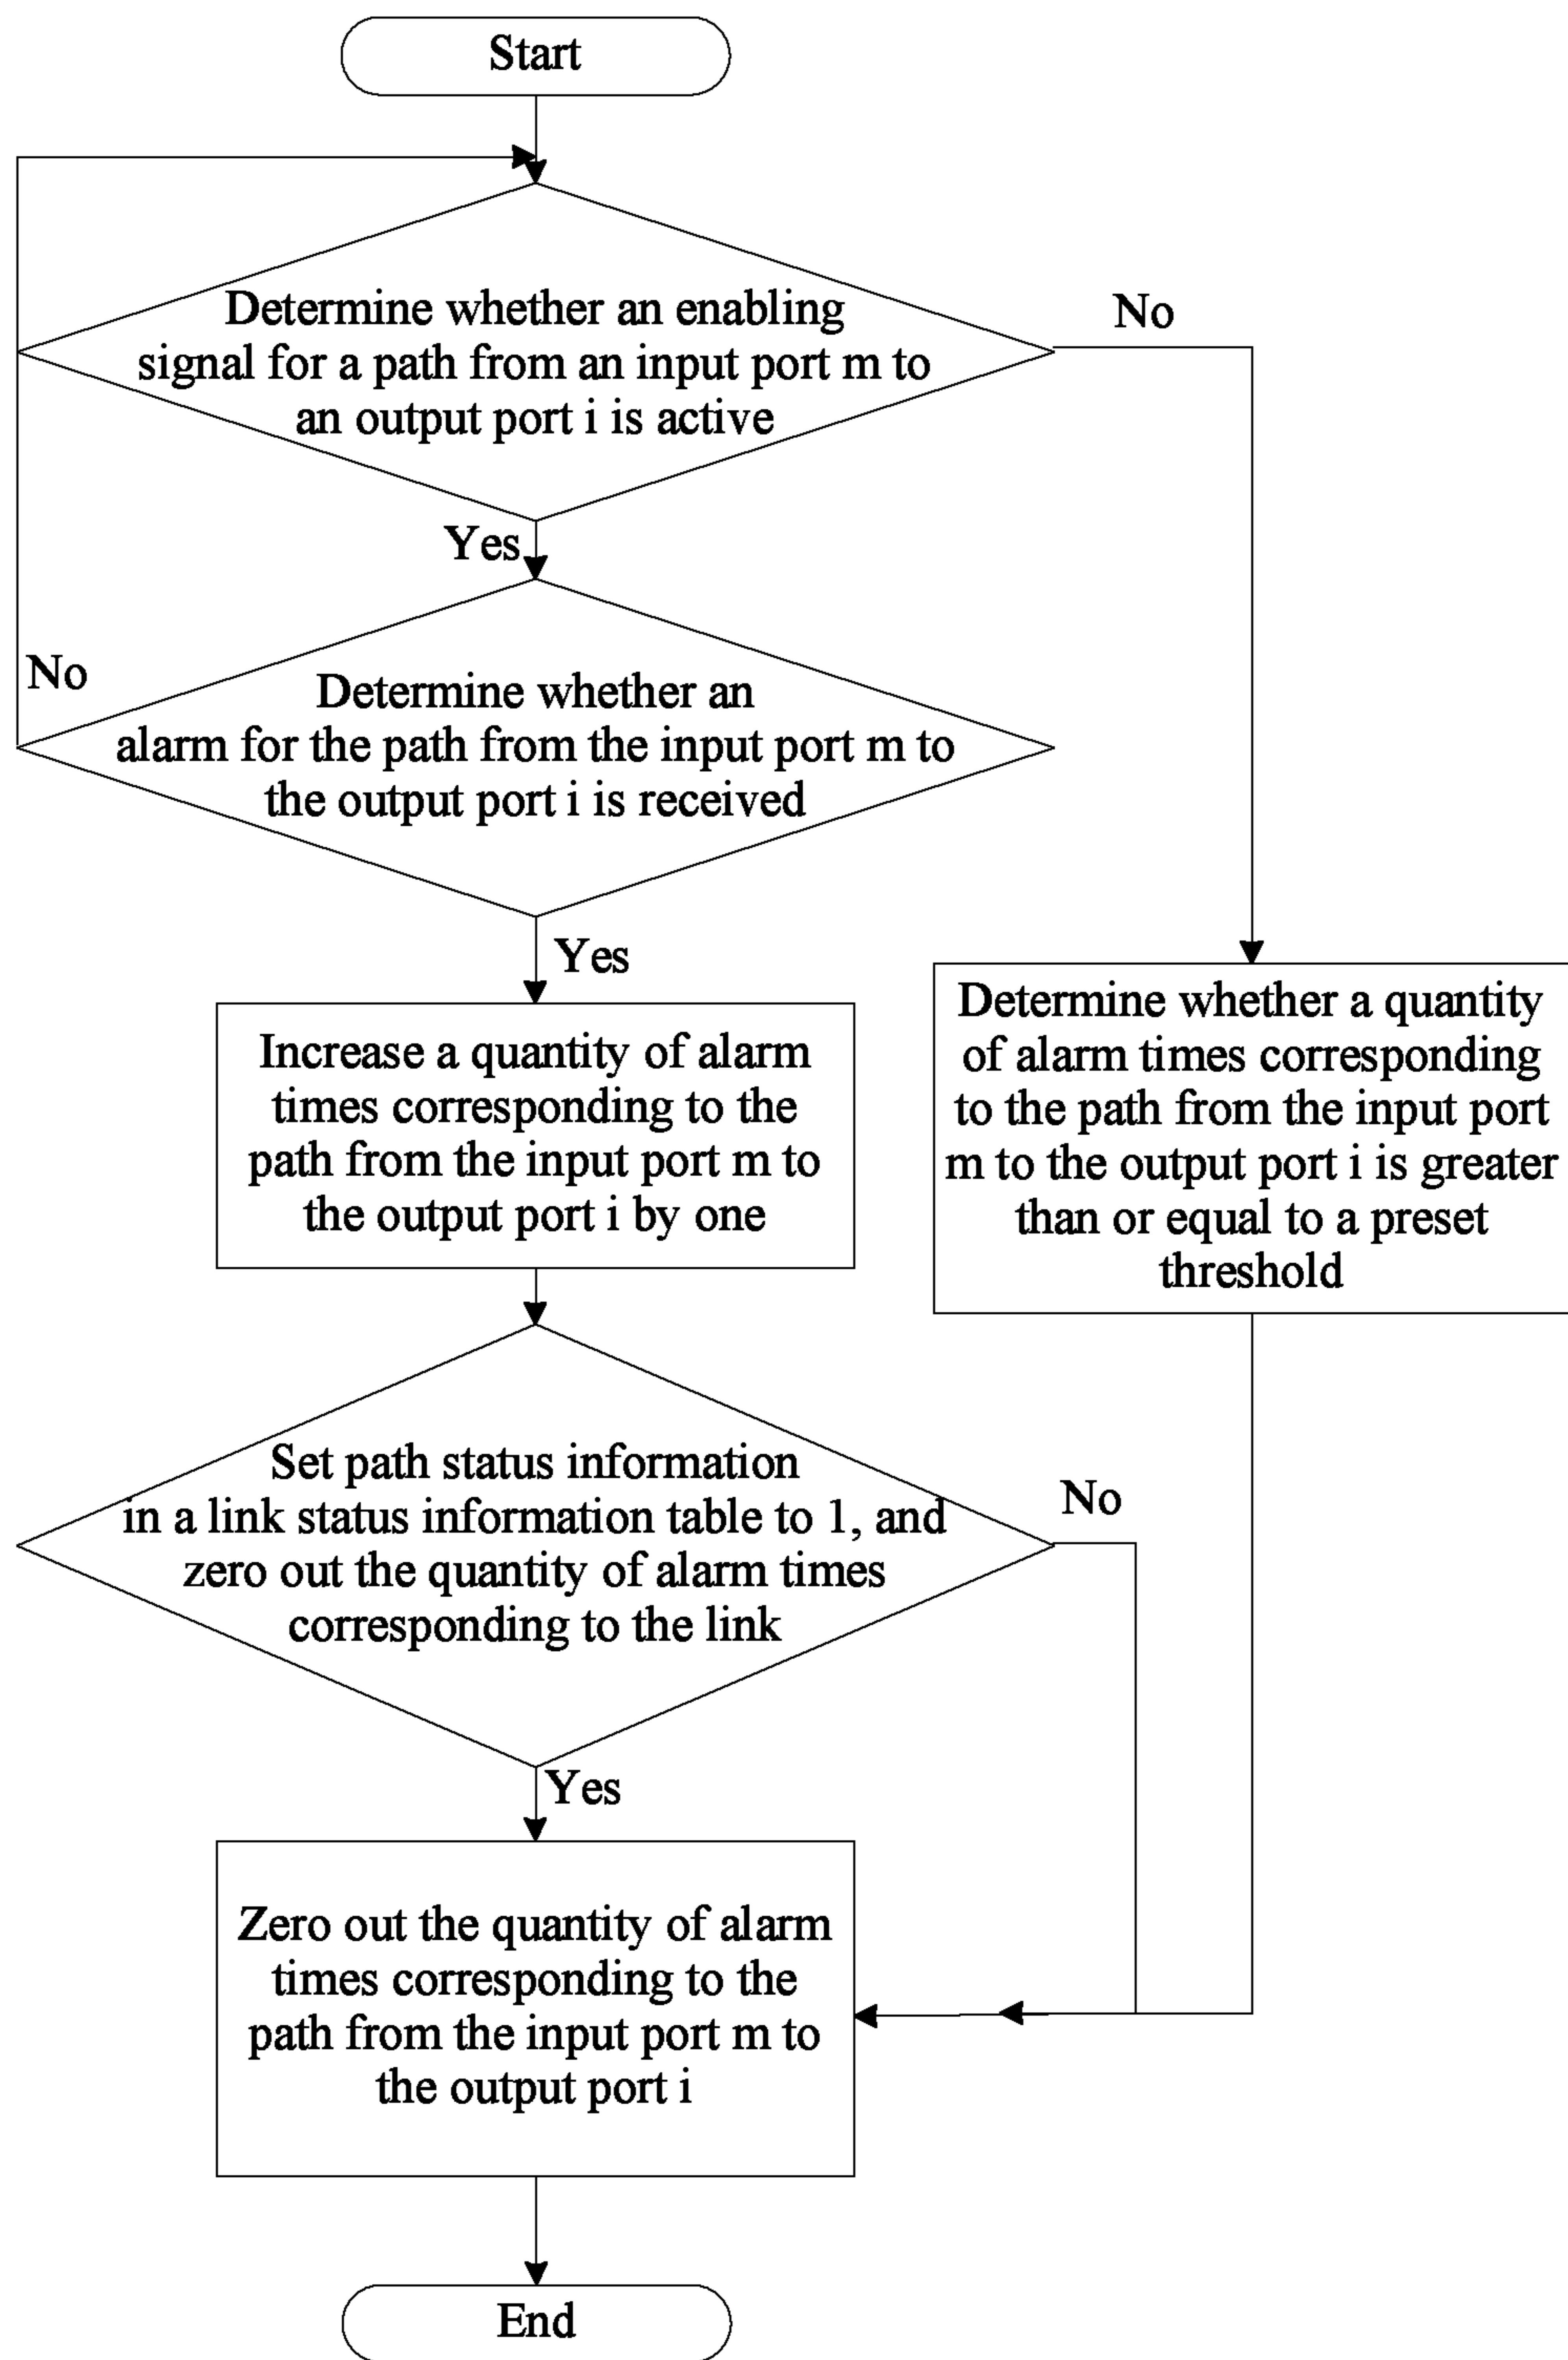 Start
Determine whether an enabling
signal for a path from an input port m to
an output port i is active
No
Yes
No
Determine whether an
alarm for the path from the input port m to
the output port i is received
Yes
Increase a quantity of alarm
times corresponding to the
path from the input port m to
the output port i by one
Determine whether a quantity
of alarm times corresponding
to the path from the input port
m to the output port i is greater
than or equal to a preset
threshold
Set path status information
in a link status information table to 1, and
zero out the quantity of alarm times
corresponding to the link
No
Yes
Zero out the quantity of alarm
times corresponding to the
path from the input port m to
the output port i
End